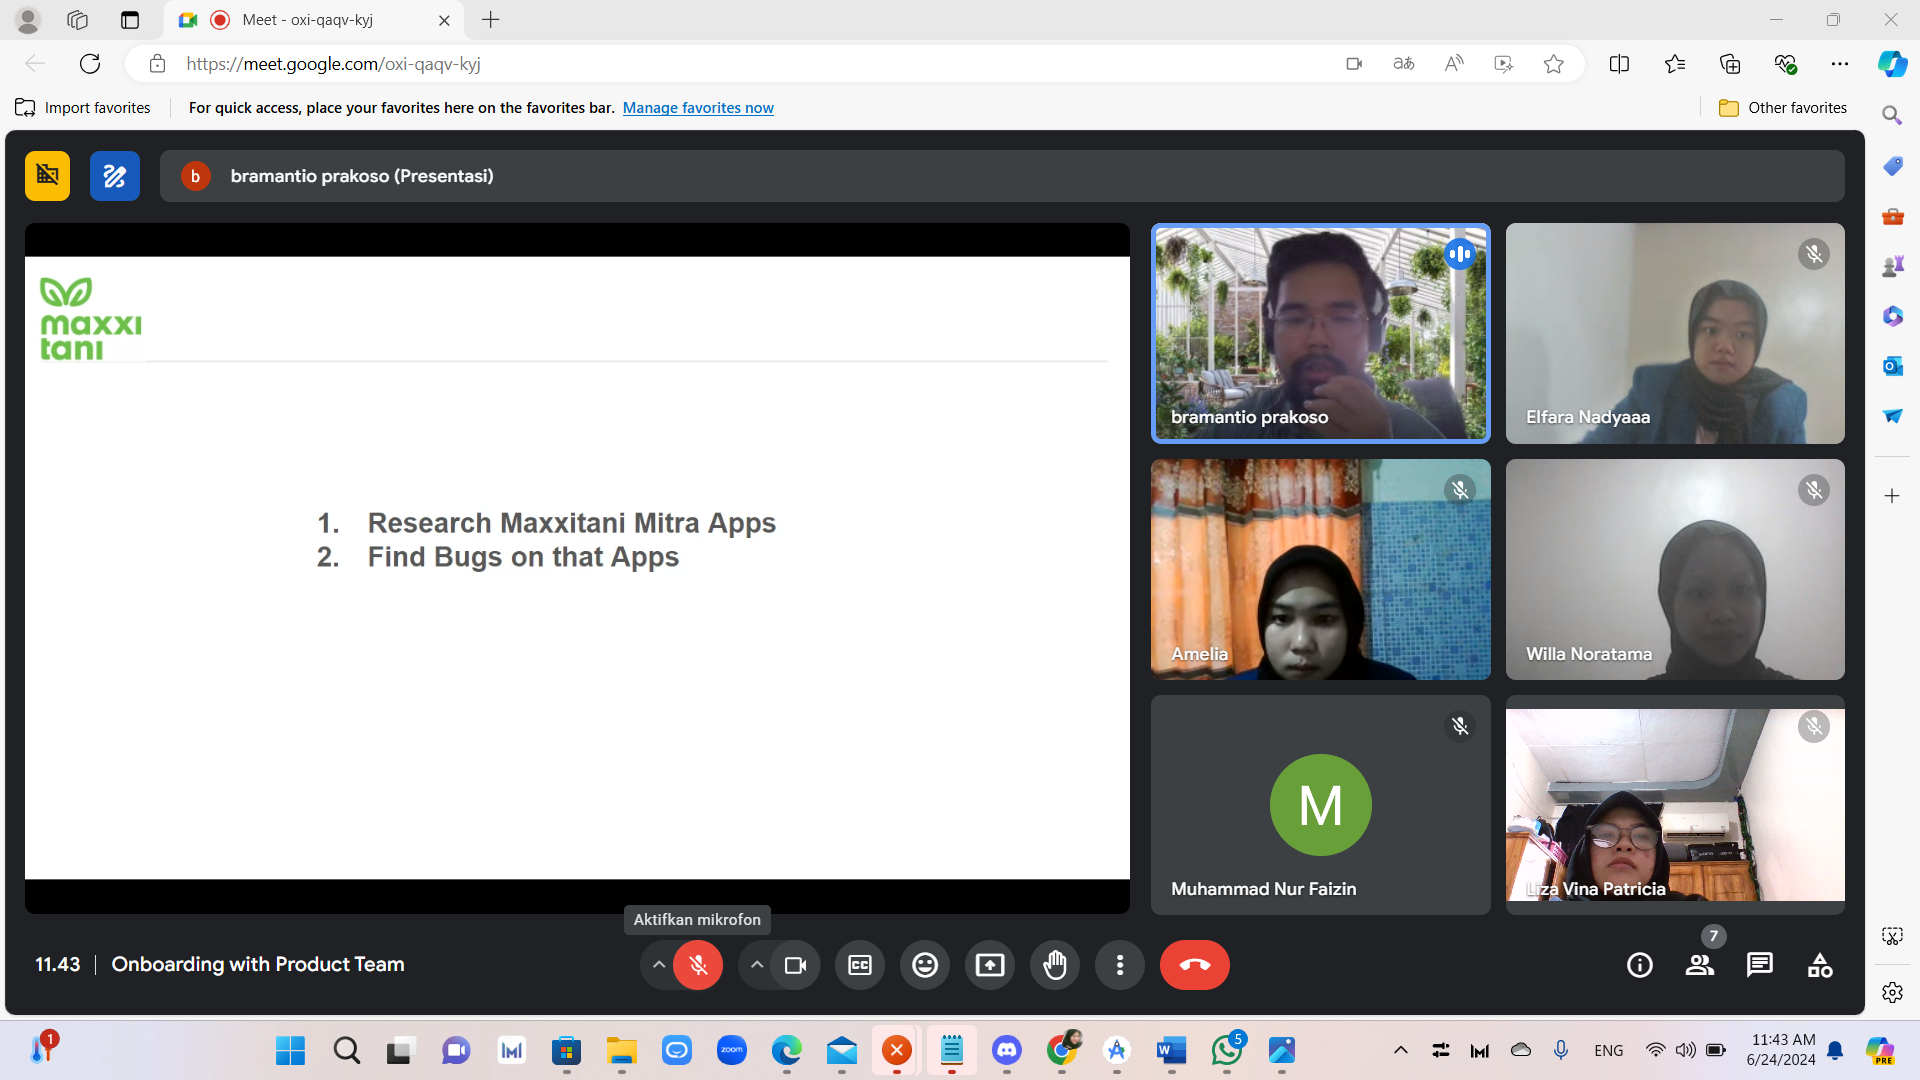 Meet - oxi-qaqv-kyj
https://meet.google.com/oxi-qaqv-kyj
Import favorites
For quick access, place your favorites here on the favorites bar. Manage favorites now
Other favorites
b
bramantio prakoso (Presentasi)
maxxi
tani
1. Research Maxxitani Mitra Apps
2. Find Bugs on that Apps
bramantio prakoso
Elfara Nadyaaa
Amelia
Willa Noratama
M
Muhammad Nur Faizin
Liza Vina Patricia
Aktifkan mikrofon
11.43 | Onboarding with Product Team
CC
7
1
zoom
W
5
ENG
11:43 AM
6/24/2024
PRE